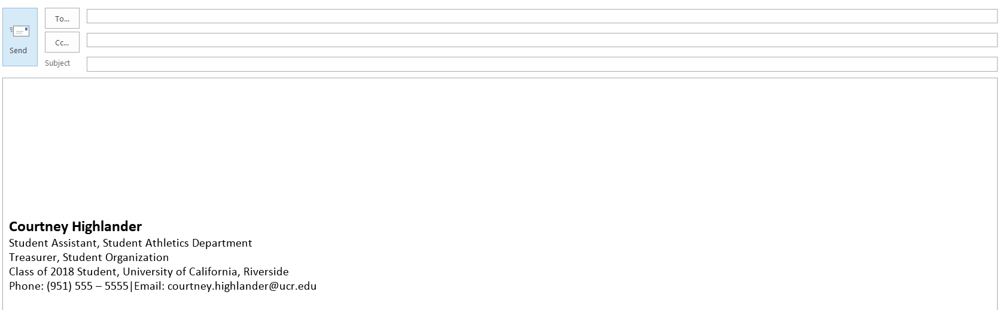 To...
Cc...
Send
Subject
Courtney Highlander
Student Assistant, Student Athletics Department
Treasurer, Student Organization
Class of 2018 Student, University of California, Riverside
Phone: (951) 555 – 5555|Email: courtney.highlander@ucr.edu